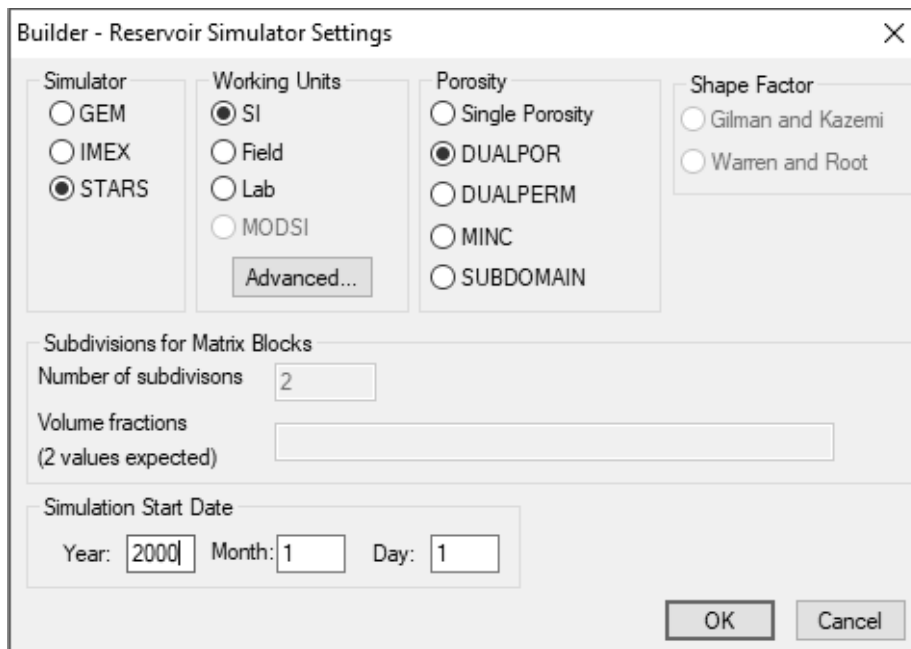 Builder - Reservoir Simulator Settings
Simulator
GEM
IMEX
STARS
Working Units
SI
Field
Lab
MODSI
Advanced...
Porosity
Single Porosity
DUALPOR
DUALPERM
MINC
SUBDOMAIN
Shape Factor
Gilman and Kazemi
Warren and Root
Subdivisions for Matrix Blocks
Number of subdivisons 2
Volume fractions
(2 values expected)
Simulation Start Date
Year: 2000 Month: 1 Day: 1
OK Cancel